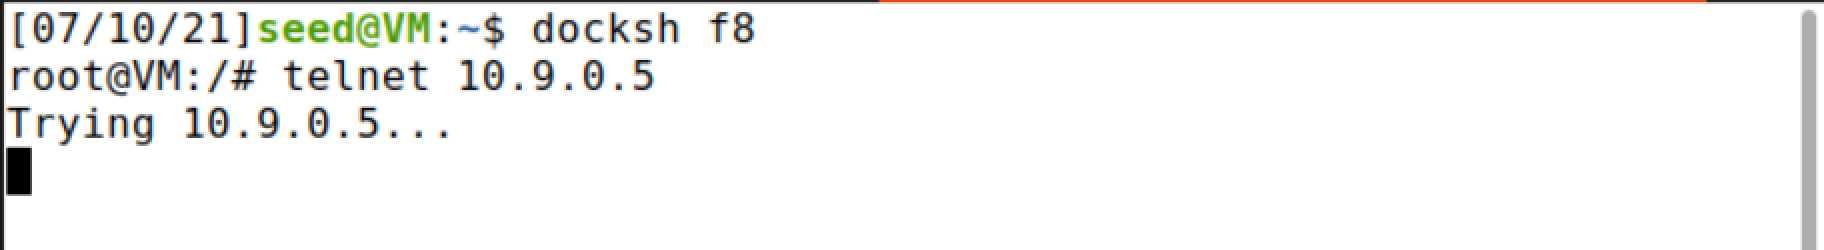 [07/10/21]seed@VM:~$ docksh f8
root@VM:/# telnet 10.9.0.5
Trying 10.9.0.5...